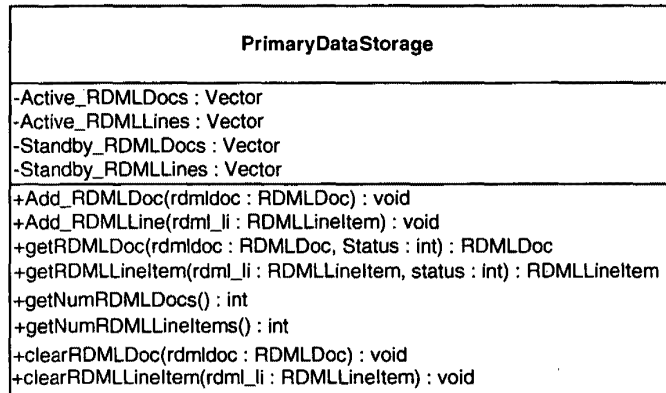 PrimaryDataStorage
-Active_RDMLDocs : Vector
-Active_RDMLLines : Vector
-Standby_RDMLDocs : Vector
-Standby_RDMLLines : Vector
+Add_RDMLDoc(rdmldoc : RDMLDoc) : void
+Add_RDMLLine(rdml_li : RDMLLineItem) : void
+getRDMLDoc(rdmldoc : RDMLDoc, Status : int) : RDMLDoc
+getRDMLLineItem(rdml_li : RDMLLineItem, status : int) : RDMLLineItem
+getNumRDMLDocs() : int
+getNumRDMLLineItems() : int
+clearRDMLDoc(rdmldoc : RDMLDoc) : void
+clearRDMLLineItem(rdml_li : RDMLLineItem) : void